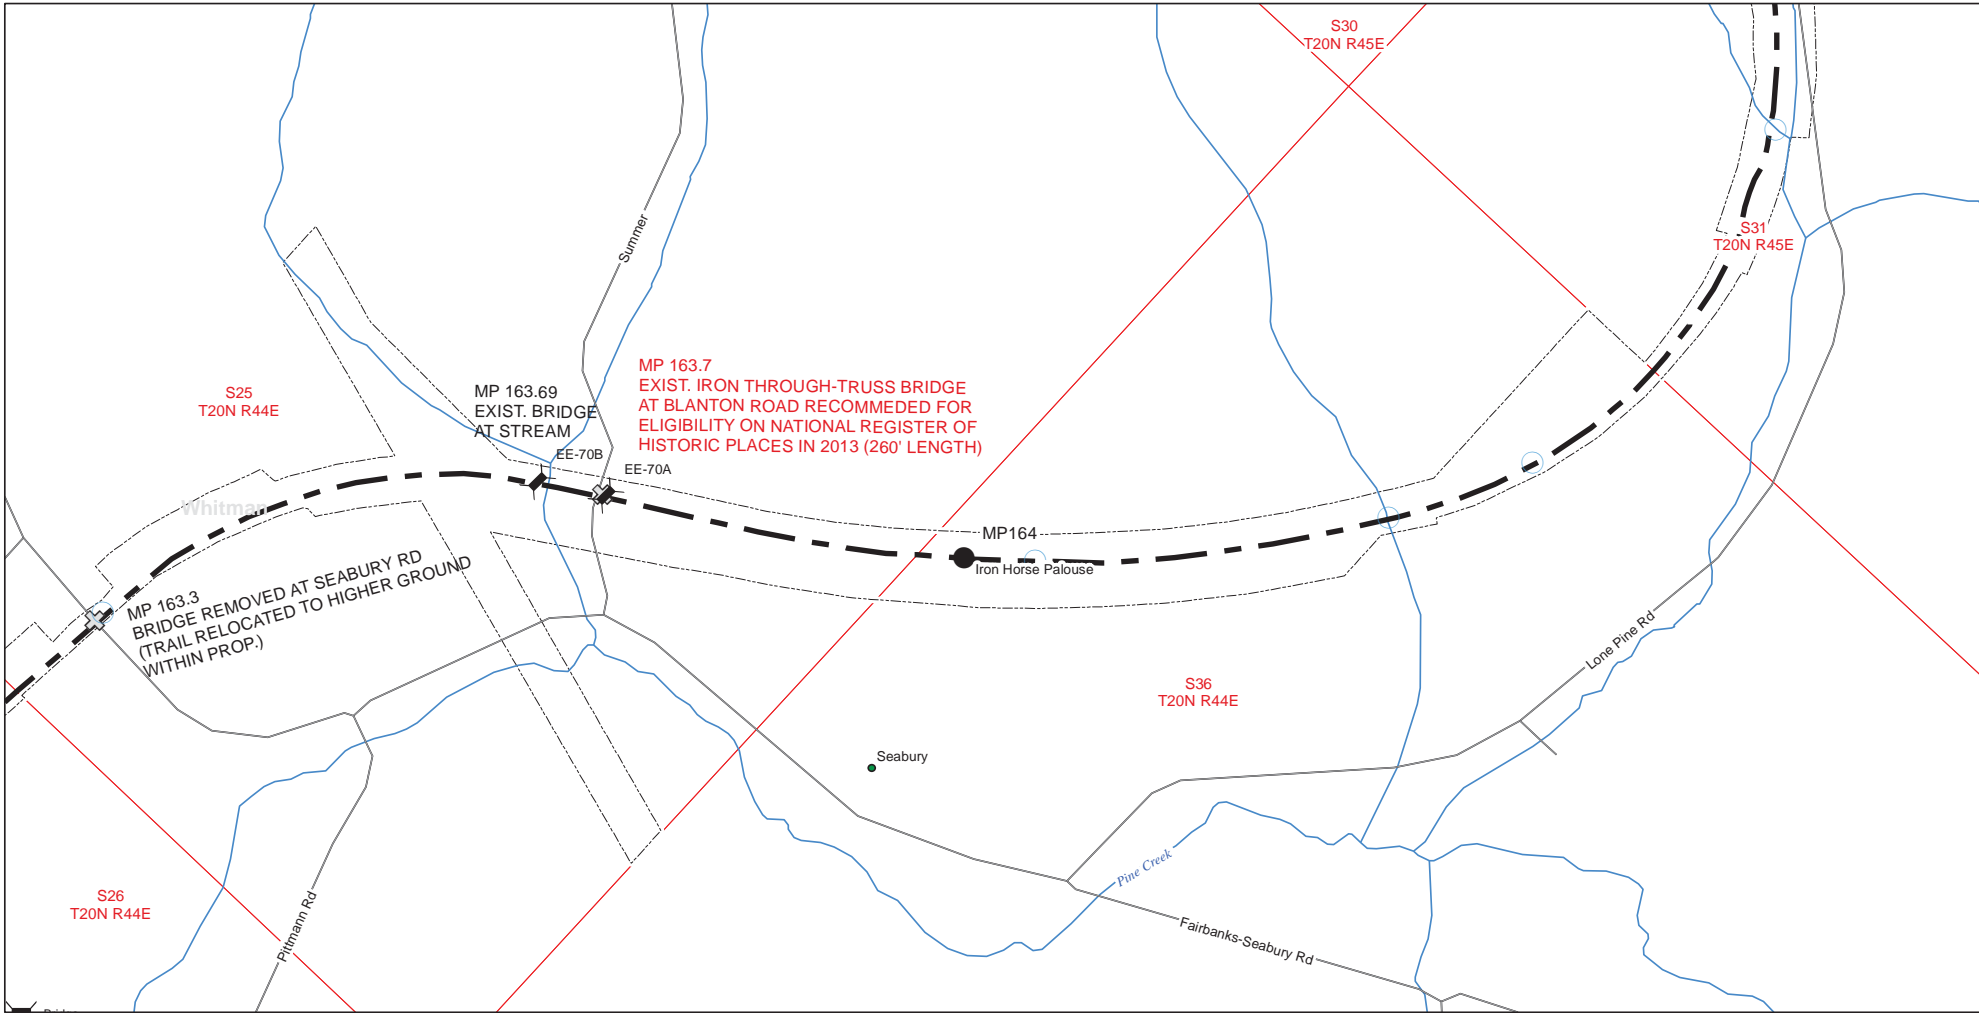 S30
T20N R45E
Summer
S31
T20N R45E
MP 163.7
EXIST. IRON THROUGH-TRUSS BRIDGE
AT BLANTON ROAD RECOMMEDED FOR
ELIGIBILITY ON NATIONAL REGISTER OF
HISTORIC PLACES IN 2013 (260' LENGTH)
S25
T20N R44E
MP 163.69
EXIST. BRIDGE
AT STREAM
EE-70B
EE-70A
Whitman
MP164
Iron Horse Palouse
MP 163.3
BRIDGE REMOVED AT SEABURY RD
(TRAIL RELOCATED TO HIGHER GROUND
WITHIN PROP.)
Lone Pine Rd
S36
T20N R44E
Seabury
Pine Creek
S26
T20N R44E
Pittmann Rd
Fairbanks-Seabury Rd